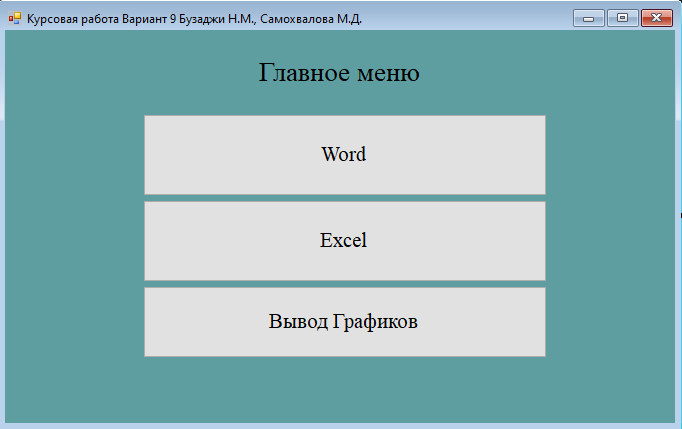 Курсовая работа Вариант 9 Бузаджи Н.М., Самохвалова М.Д.
Главное меню
Word
Excel
Вывод Графиков